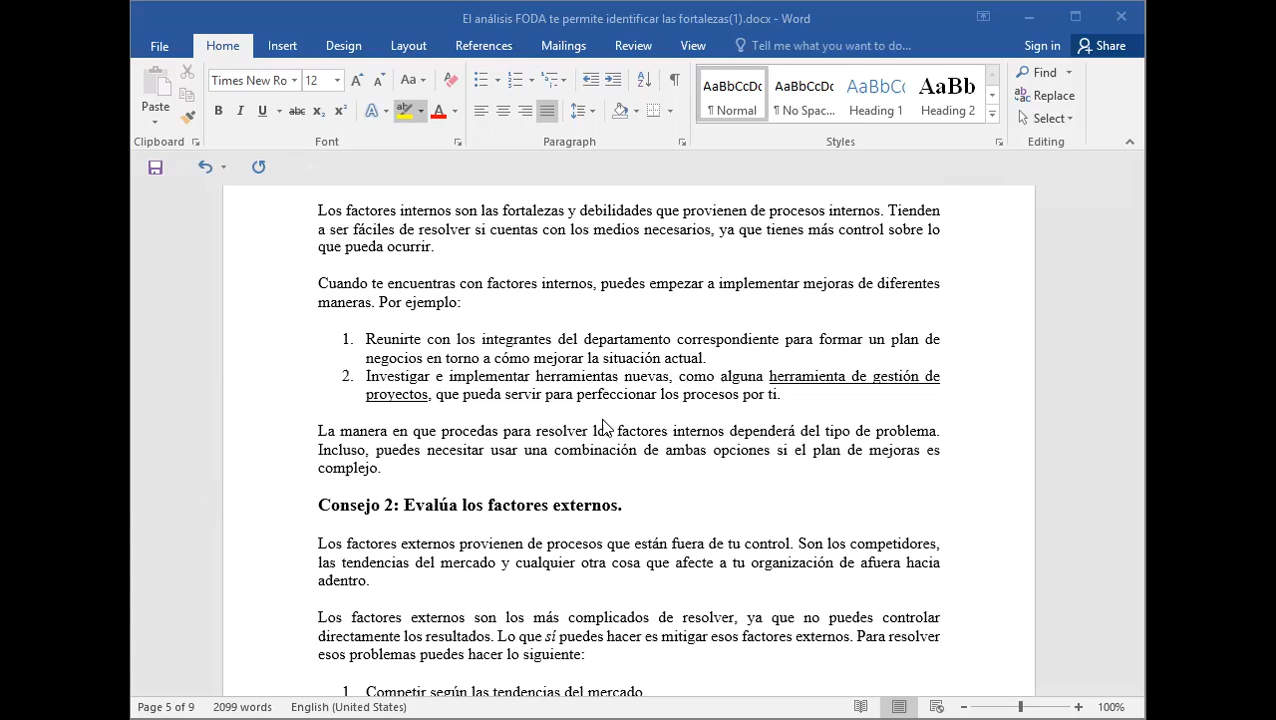 El análisis FODA te permite identificar las fortalezas(1).docx - Word
File Home Insert Design Layout References Mailings Review View Tell me what you want to do... Sign in Share
Times New Ro 12 Aa AaBbCcDc AaBbCcDc AaBbCc AaBb Find
Paste Replace
B I U abc x₂ x² A A ¶ Normal ¶ No Spac... Heading 1 Heading 2 Select
Clipboard Font Paragraph Styles Editing
Los factores internos son las fortalezas y debilidades que provienen de procesos internos. Tienden
a ser fáciles de resolver si cuentas con los medios necesarios, ya que tienes más control sobre lo
que pueda ocurrir.
Cuando te encuentras con factores internos, puedes empezar a implementar mejoras de diferentes
maneras. Por ejemplo:
1. Reunirte con los integrantes del departamento correspondiente para formar un plan de
negocios en torno a cómo mejorar la situación actual.
2. Investigar e implementar herramientas nuevas, como alguna herramienta de gestión de
proyectos, que pueda servir para perfeccionar los procesos por ti.
La manera en que procedas para resolver los factores internos dependerá del tipo de problema.
Incluso, puedes necesitar usar una combinación de ambas opciones si el plan de mejoras es
complejo.
Consejo 2: Evalúa los factores externos.
Los factores externos provienen de procesos que están fuera de tu control. Son los competidores,
las tendencias del mercado y cualquier otra cosa que afecte a tu organización de afuera hacia
adentro.
Los factores externos son los más complicados de resolver, ya que no puedes controlar
directamente los resultados. Lo que sí puedes hacer es mitigar esos factores externos. Para resolver
esos problemas puedes hacer lo siguiente:
1. Competir según las tendencias del mercado
Page 5 of 9 2099 words English (United States) 100%